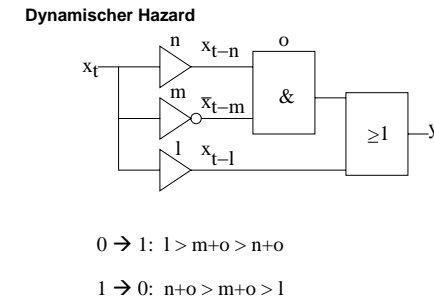 Dynamischer Hazard
n x_{t–n} o
x_t
m x̄_{t–m} & y
≥1
l x_{t–l}
0 → 1: l > m+o > n+o
1 → 0: n+o > m+o > l